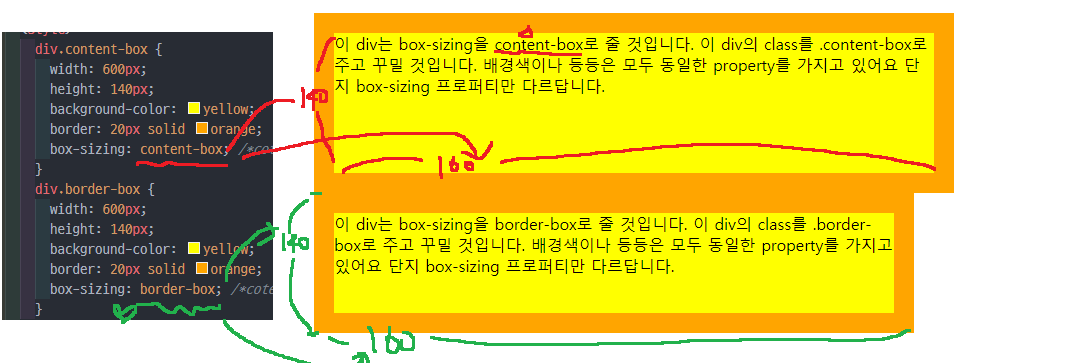 <style>
div.content-box {
width: 600px;
height: 140px;
background-color: yellow;
border: 20px solid orange;
box-sizing: content-box; /*cote
}
div.border-box {
width: 600px;
height: 140px;
background-color: yellow;
border: 20px solid orange;
box-sizing: border-box; /*cote
}
이 div는 box-sizing을 content-box로 줄 것입니다. 이 div의 class를 .content-box로
주고 꾸밀 것입니다. 배경색이나 등등은 모두 동일한 property를 가지고 있어요 단
지 box-sizing 프로퍼티만 다르답니다.
140
160
이 div는 box-sizing을 border-box로 줄 것입니다. 이 div의 class를 .border-
box로 주고 꾸밀 것입니다. 배경색이나 등등은 모두 동일한 property를 가지고
있어요 단지 box-sizing 프로퍼티만 다르답니다.
140
160